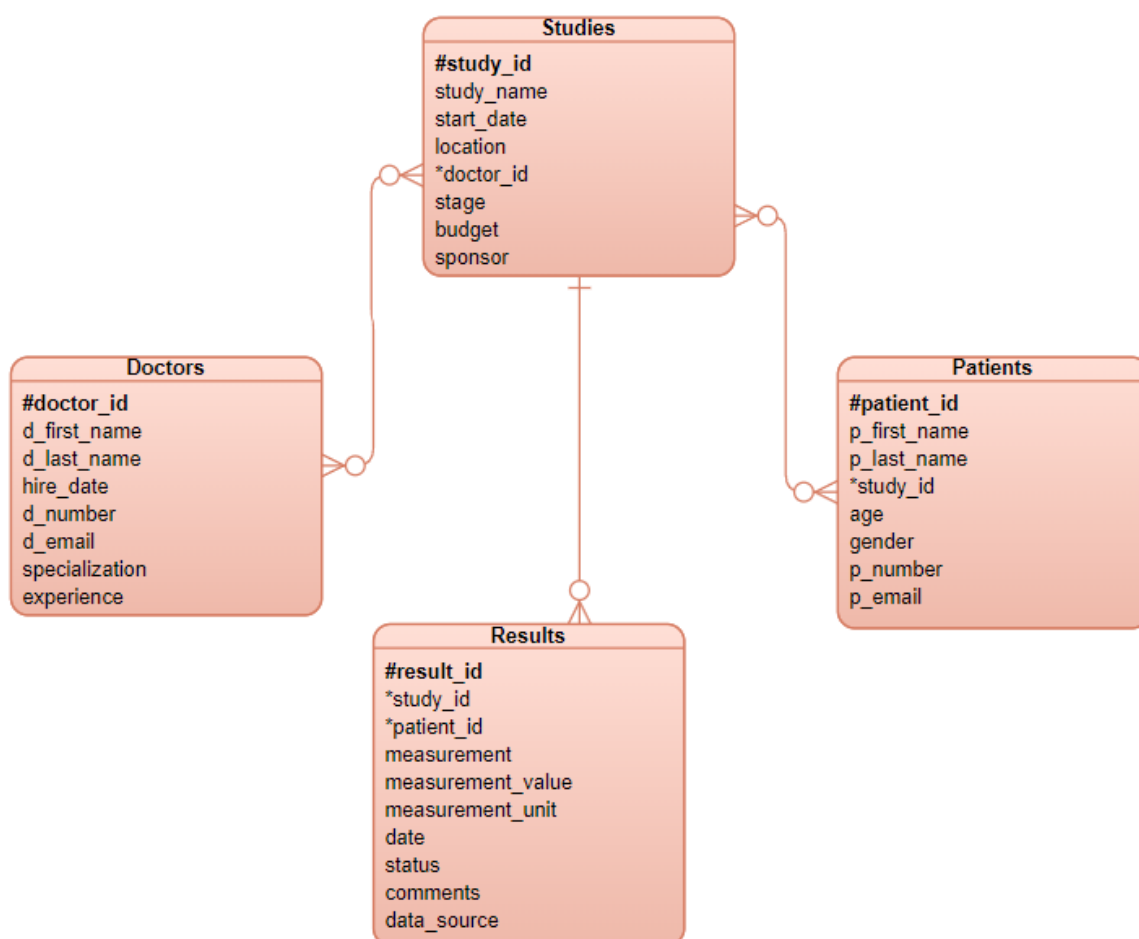 Studies
#study_id
study_name
start_date
location
*doctor_id
stage
budget
sponsor
Doctors
#doctor_id
d_first_name
d_last_name
hire_date
d_number
d_email
specialization
experience
Patients
#patient_id
p_first_name
p_last_name
*study_id
age
gender
p_number
p_email
Results
#result_id
*study_id
*patient_id
measurement
measurement_value
measurement_unit
date
status
comments
data_source